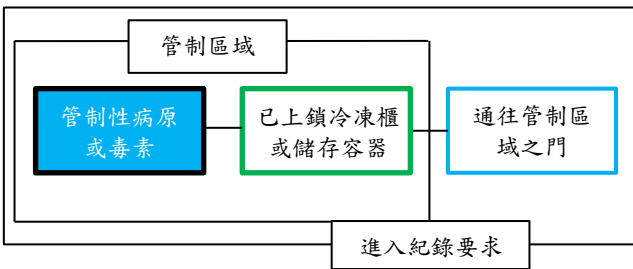 管制區域
管制性病原
或毒素
已上鎖冷凍櫃
或儲存容器
通往管制區
域之門
進入紀錄要求